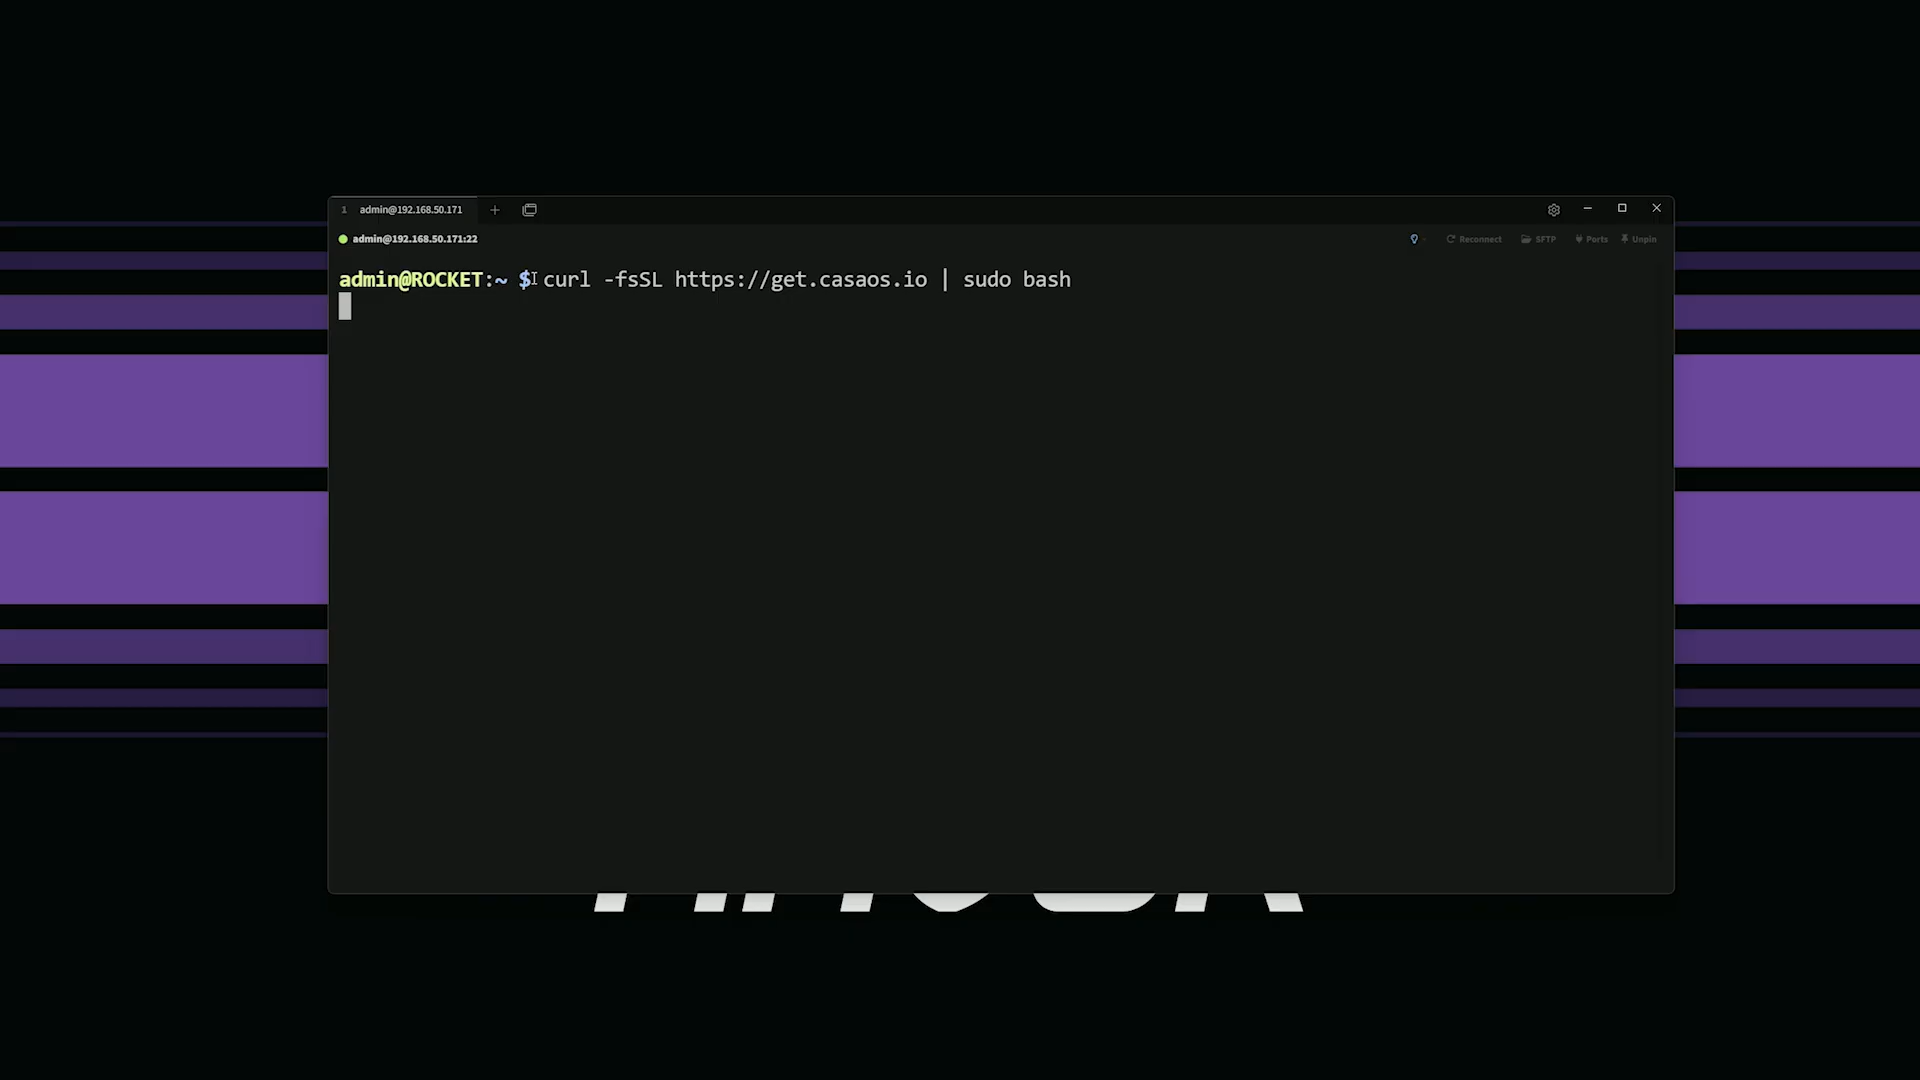 1 admin@192.168.50.171
admin@192.168.50.171:22
Reconnect SFTP Ports Unpin
admin@ROCKET:~ $ curl -fsSL https://get.casaos.io | sudo bash